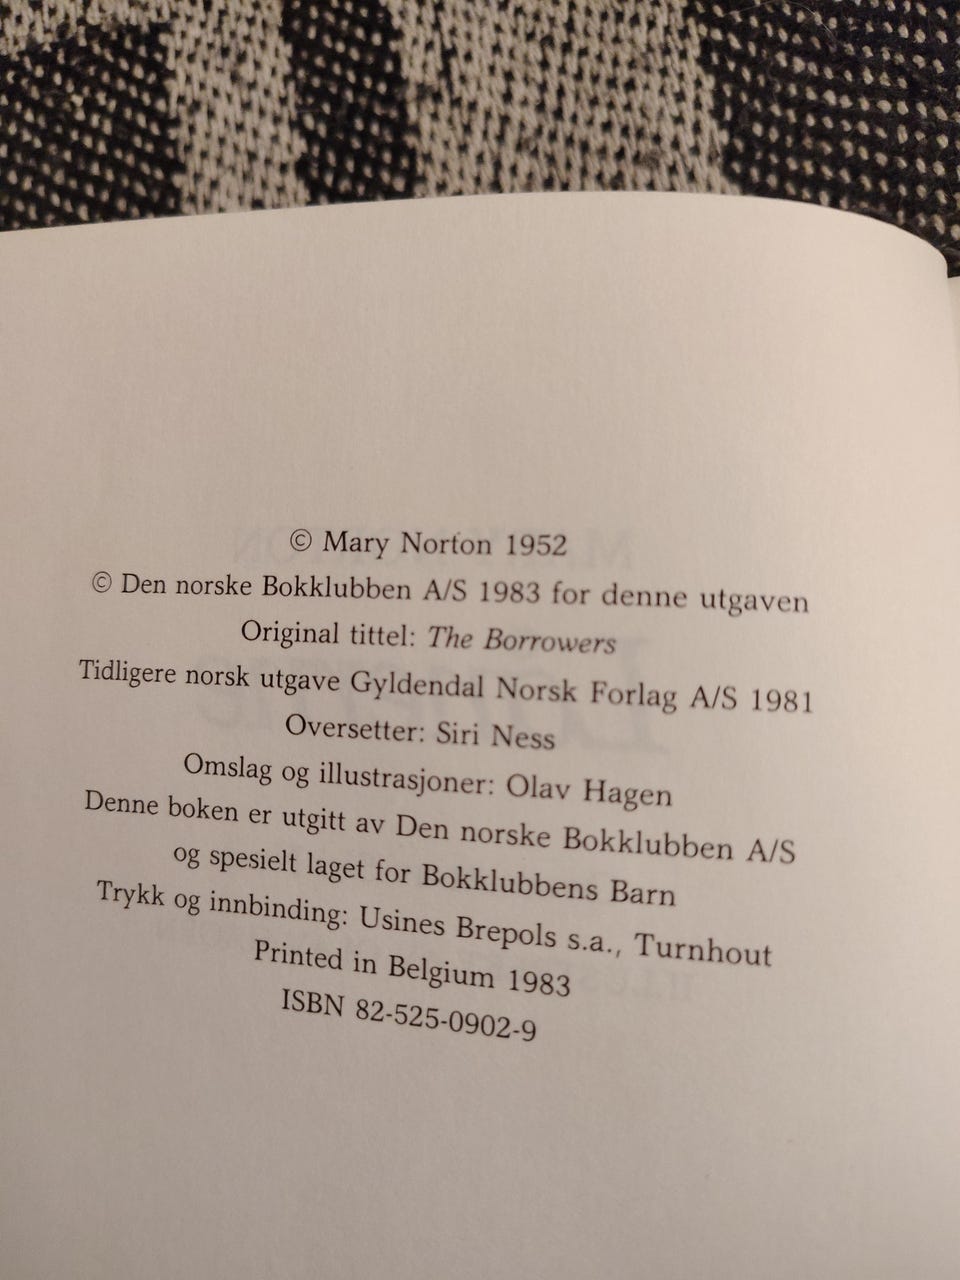 © Mary Norton 1952
© Den norske Bokklubben A/S 1983 for denne utgaven
Original tittel: The Borrowers
Tidligere norsk utgave Gyldendal Norsk Forlag A/S 1981
Oversetter: Siri Ness
Omslag og illustrasjoner: Olav Hagen
Denne boken er utgitt av Den norske Bokklubben A/S
og spesielt laget for Bokklubbens Barn
Trykk og innbinding: Usines Brepols s.a., Turnhout
Printed in Belgium 1983
ISBN 82-525-0902-9